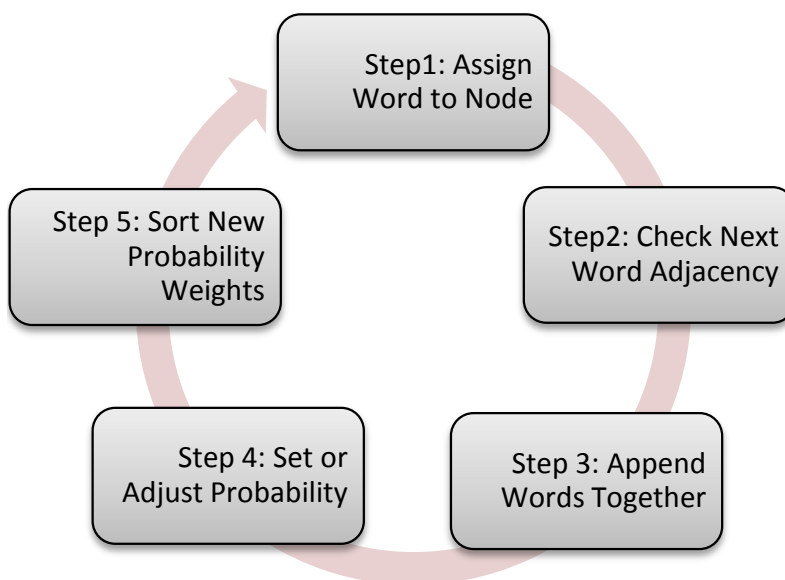 Step1: Assign
Word to Node
Step2: Check Next
Word Adjacency
Step 3: Append
Words Together
Step 4: Set or
Adjust Probability
Step 5: Sort New
Probability
Weights